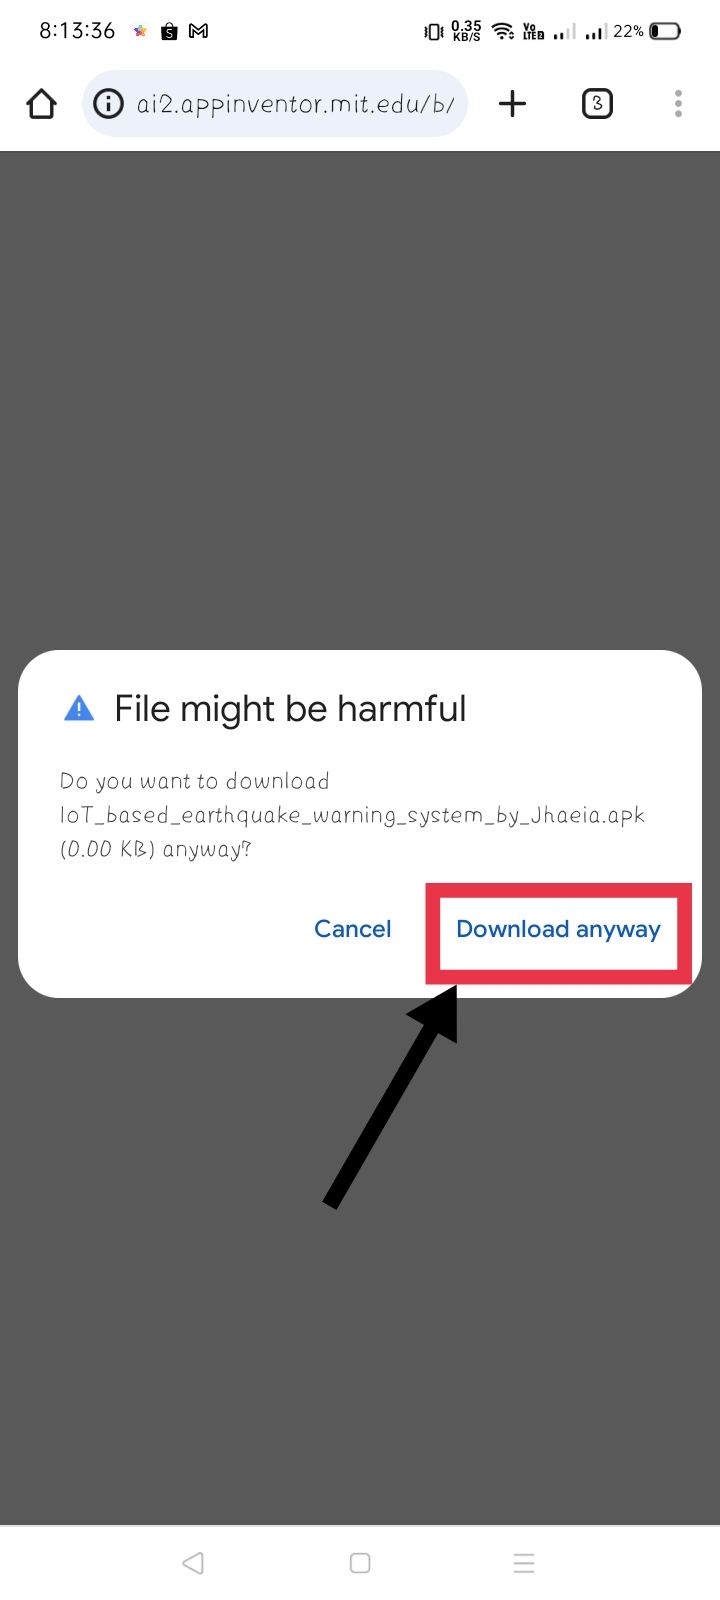 8:13:36 0.35 KB/S Vo LTE2 22%
ai2.appinventor.mit.edu/b/ 3
File might be harmful
Do you want to download
IoT_based_earthquake_warning_system_by_Jhaeia.apk
(0.00 KB) anyway?
Cancel Download anyway